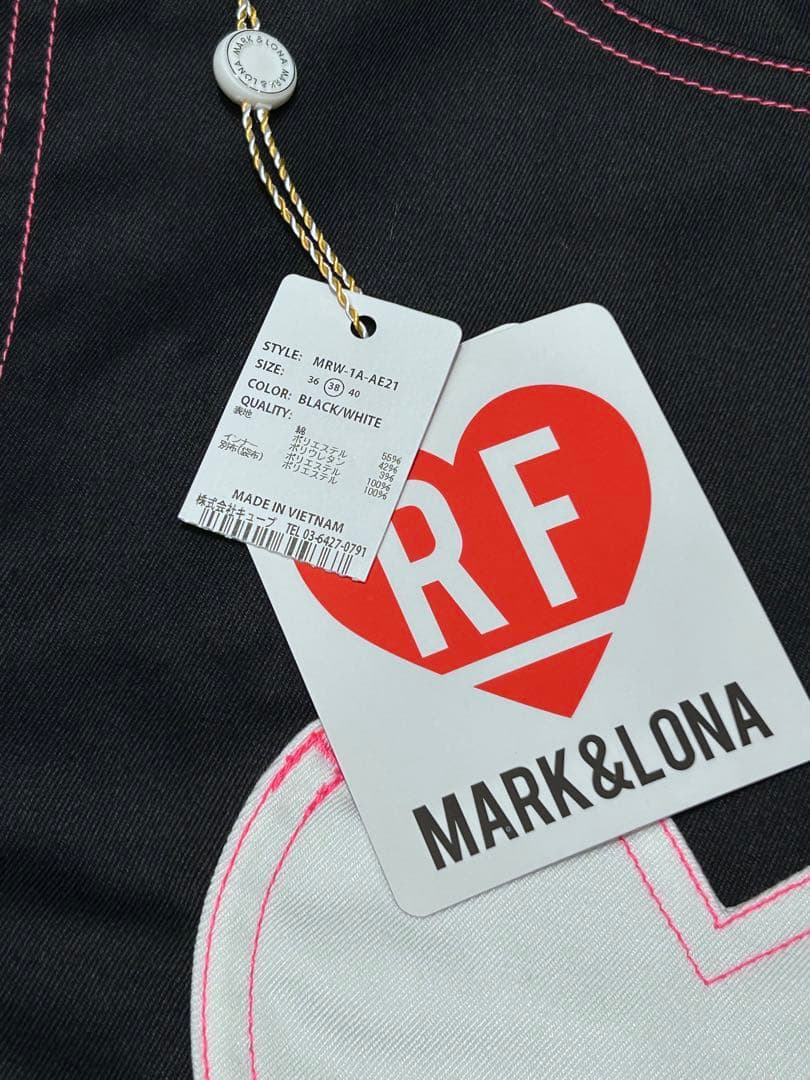 MARK & LONA MARK & LONA
STYLE: MRW-1A-AE21
SIZE: 36 38 40
COLOR: BLACK/WHITE
QUALITY:
表地 綿 55%
ポリエステル 42%
ポリウレタン 3%
インナー ポリエステル 100%
別布(袋布) ポリエステル 100%
MADE IN VIETNAM
株式会社キューブ TEL 03-6427-0791
RF
MARK&LONA